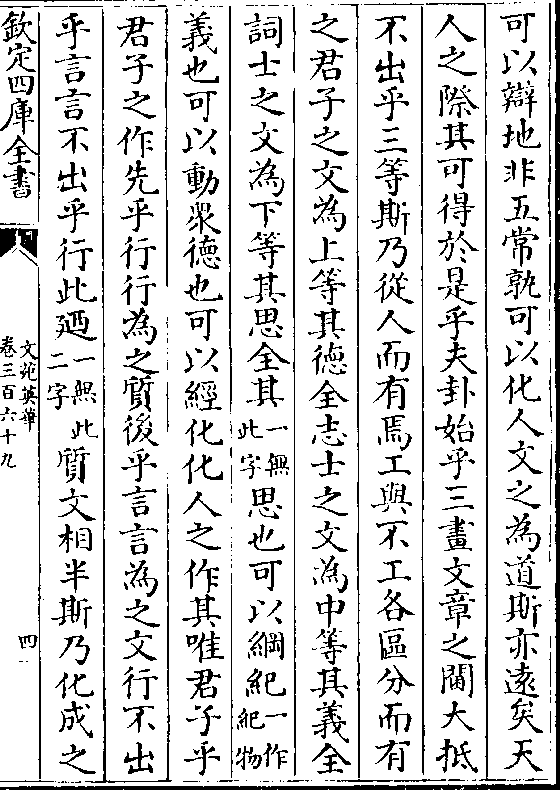 可以辯地非五常孰可以化人文之為道斯亦遠矣天
人之際其可得於是乎夫卦始乎三畫文章之閫大抵
不出乎三等斯乃從人而有焉工與不工各區分而有
之君子之文為上等其德全志士之文為中等其義全
詞士之文為下等其思全其一無此字思也可以綱紀一作紀物
義也可以動衆德也可以經化化人之作其唯君子乎
君子之作先乎行行為之質後乎言言為之文行不出
乎言言不出乎行此廼一無此二字質文相半斯乃化成之
欽定四庫全書
文苑英華
卷三百六十九
四